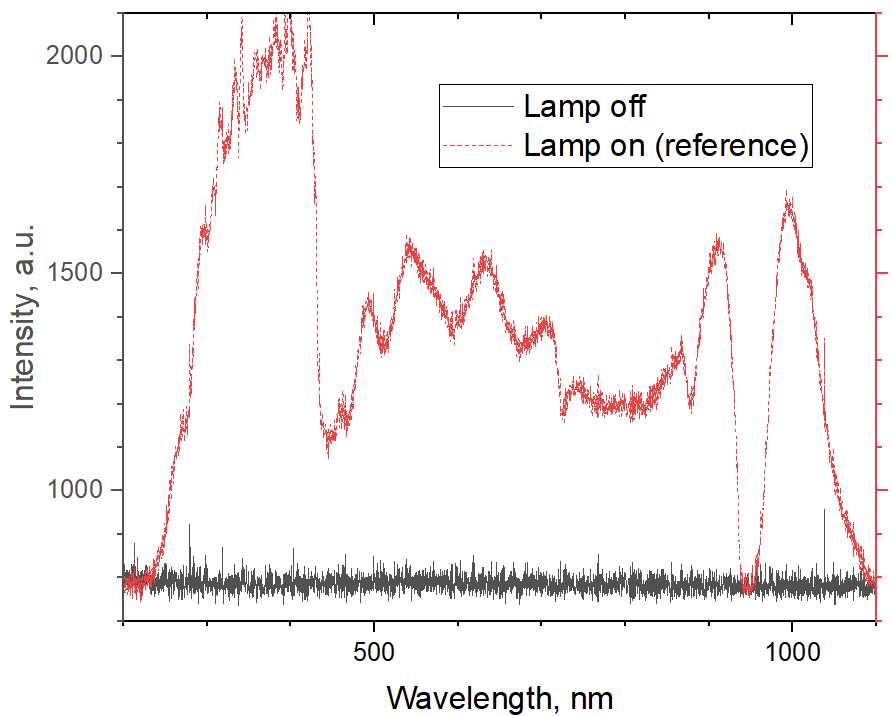 2000
1500
1000
Intensity, a.u.
Lamp off
Lamp on (reference)
500
1000
Wavelength, nm